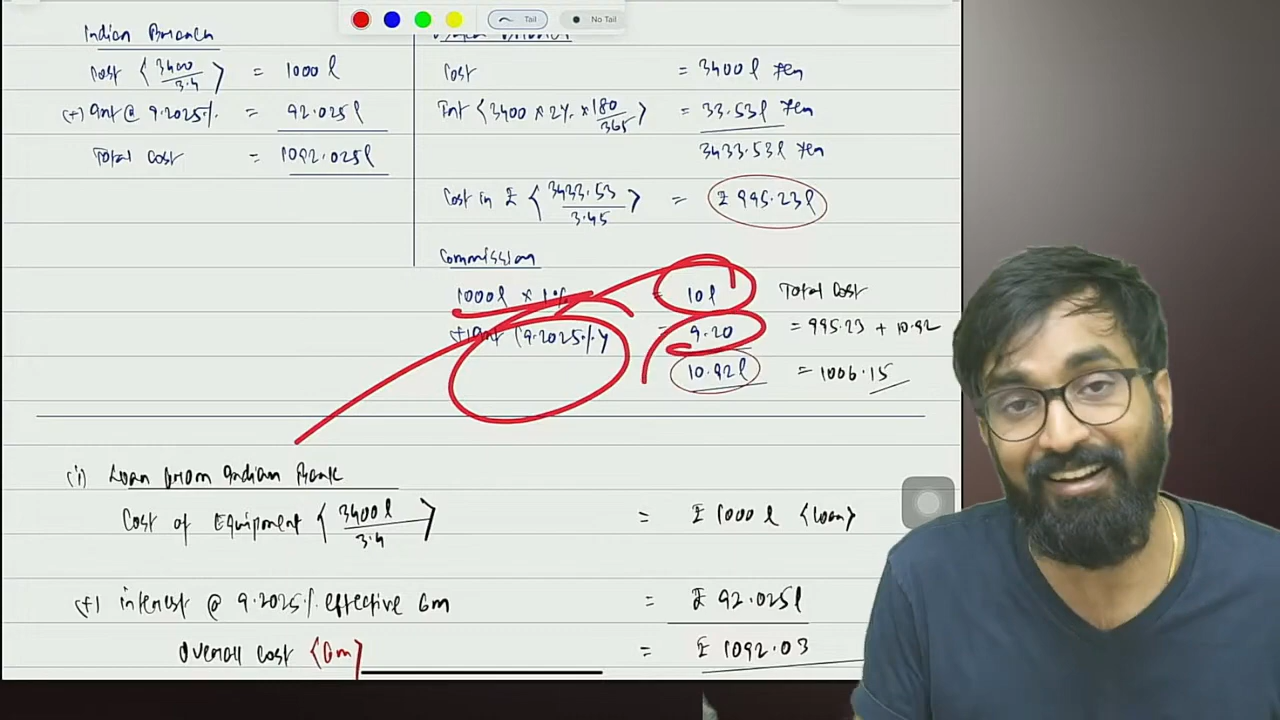 Tail
No Tail
Indian Branch
Cost ⟨3400/3.4⟩ = 1000 l
(+) Int @ 9.2025%. = 92.025 l
Total Cost = 1092.025 l
Cost = 3400 l Yen
Int ⟨3400 × 2% × 180/365⟩ = 33.53 l Yen
3433.53 l Yen
Cost in ₹ ⟨3433.53/3.45⟩ = ₹ 995.23 l
Commission
1000 l × 1% = 10 l
(+) Int (9.2025%) = 9.20
10.92 l
Total Cost
= 995.23 + 10.92
= 1006.15
(i) Loan from Indian Bank
Cost of Equipment ⟨3400 l/3.4⟩ = ₹ 1000 l ⟨Loan⟩
(+) interest @ 9.2025% effective 6m = ₹ 92.025 l
Overall Cost ⟨6m⟩ = ₹ 1092.03